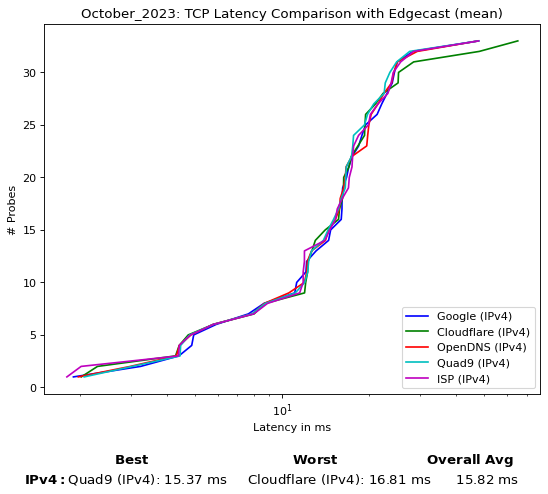 October_2023: TCP Latency Comparison with Edgecast (mean)
# Probes
30
25
20
15
10
5
0
Google (IPv4)
Cloudflare (IPv4)
OpenDNS (IPv4)
Quad9 (IPv4)
ISP (IPv4)
10¹
Latency in ms
Best Worst Overall Avg
IPv4: Quad9 (IPv4): 15.37 ms Cloudflare (IPv4): 16.81 ms 15.82 ms